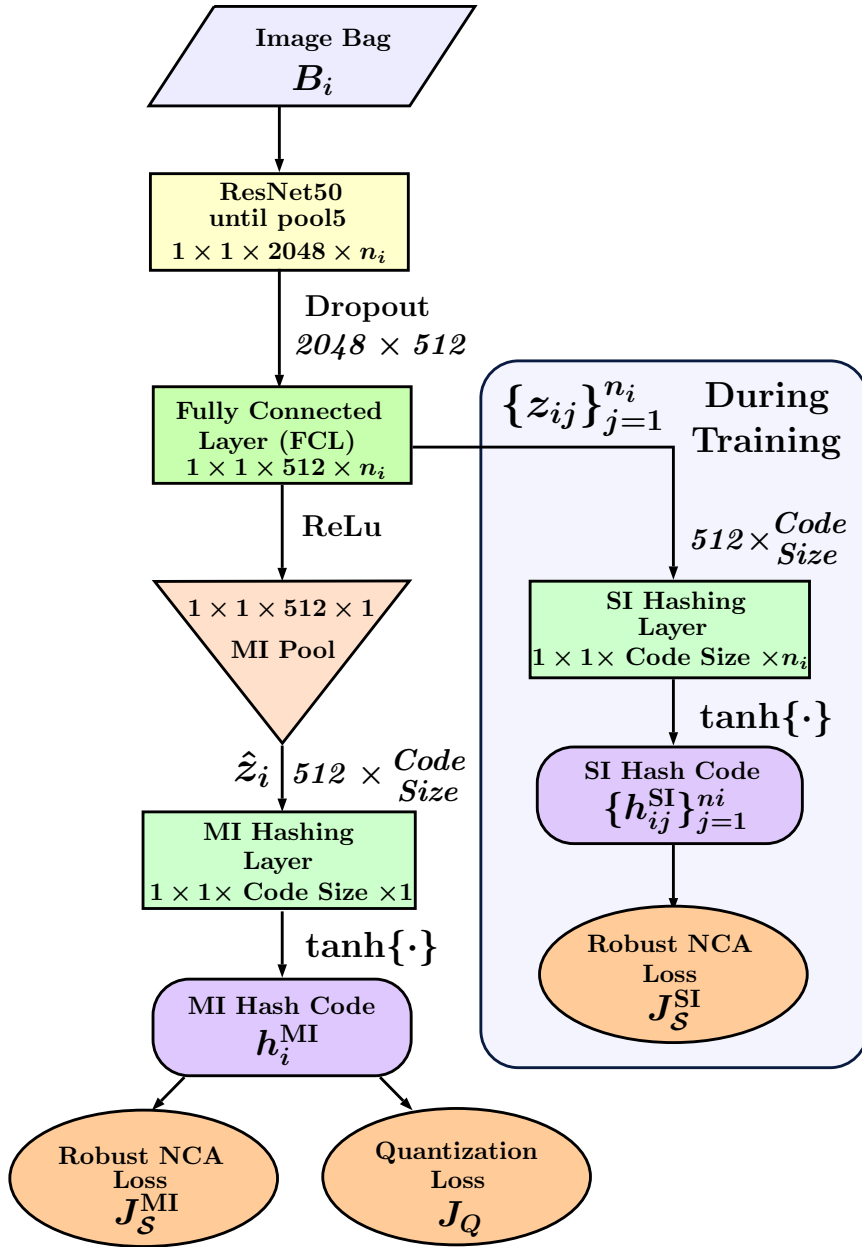 Image Bag
B_i
ResNet50
until pool5
1 × 1 × 2048 × n_i
Dropout
2048 × 512
Fully Connected
Layer (FCL)
1 × 1 × 512 × n_i
ReLu
1 × 1 × 512 × 1
MI Pool
ẑ_i 512 × Code
Size
MI Hashing
Layer
1 × 1× Code Size ×1
tanh{·}
MI Hash Code
h_i^MI
Robust NCA
Loss
J_S^MI
Quantization
Loss
J_Q
{z_ij}_{j=1}^{n_i}
During
Training
512 × Code
Size
SI Hashing
Layer
1 × 1× Code Size ×n_i
tanh{·}
SI Hash Code
{h_ij^SI}_{j=1}^{ni}
Robust NCA
Loss
J_S^SI